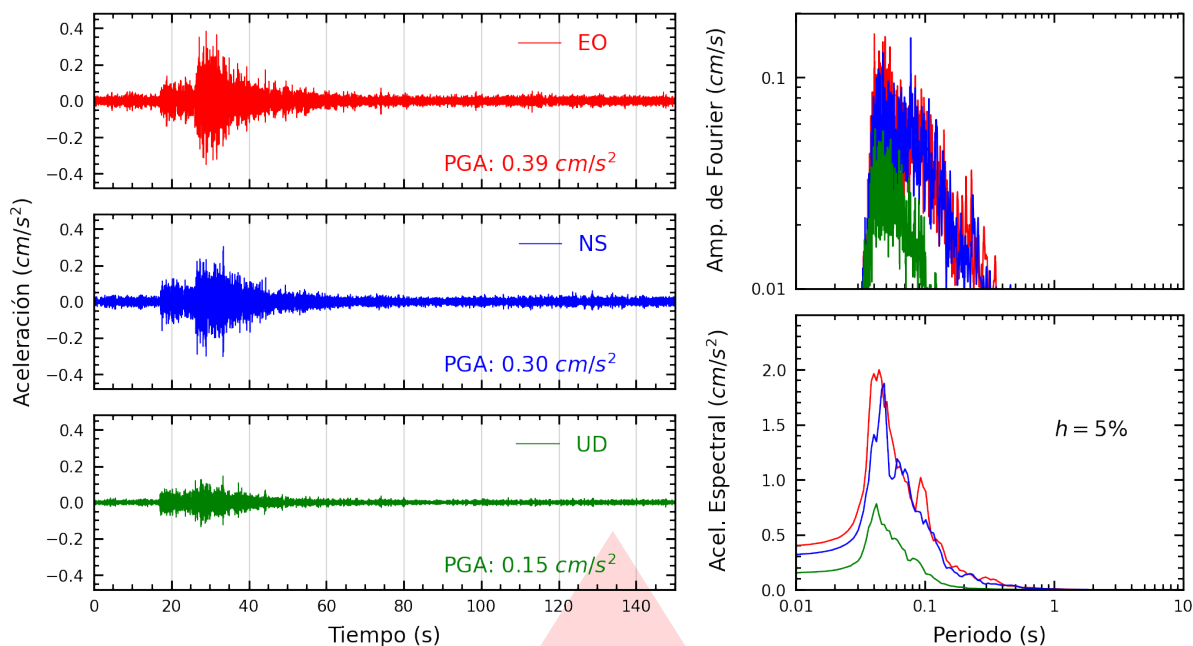 Aceleración (cm/s²)
0.4
0.2
0.0
−0.2
−0.4
EO
PGA: 0.39 cm/s²
0.4
0.2
0.0
−0.2
−0.4
NS
PGA: 0.30 cm/s²
0.4
0.2
0.0
−0.2
−0.4
UD
PGA: 0.15 cm/s²
0 20 40 60 80 100 120 140
Tiempo (s)
Amp. de Fourier (cm/s)
0.1
0.01
Acel. Espectral (cm/s²)
2.0
1.5
1.0
0.5
0.0
h = 5%
0.01 0.1 1 10
Periodo (s)